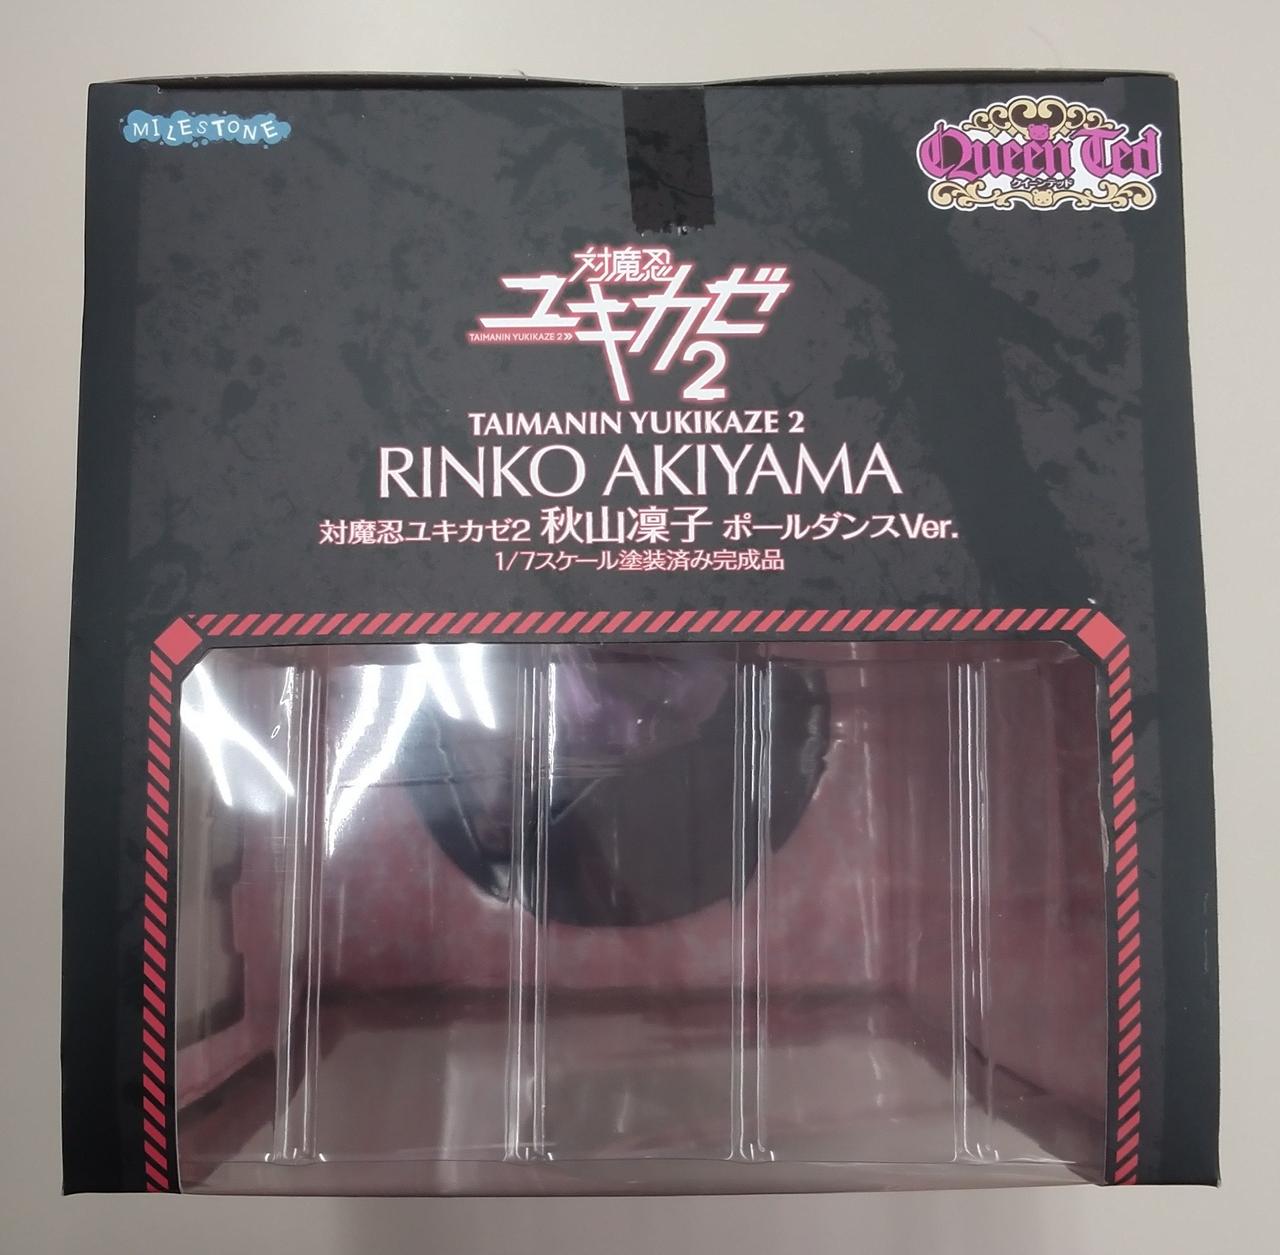 MILESTONE
Queen Ted
クイーンテッド
対魔忍
ユキカゼ
TAIMANIN YUKIKAZE 2
2
TAIMANIN YUKIKAZE 2
RINKO AKIYAMA
対魔忍ユキカゼ2 秋山凜子 ポールダンスVer.
1/7スケール塗装済み完成品